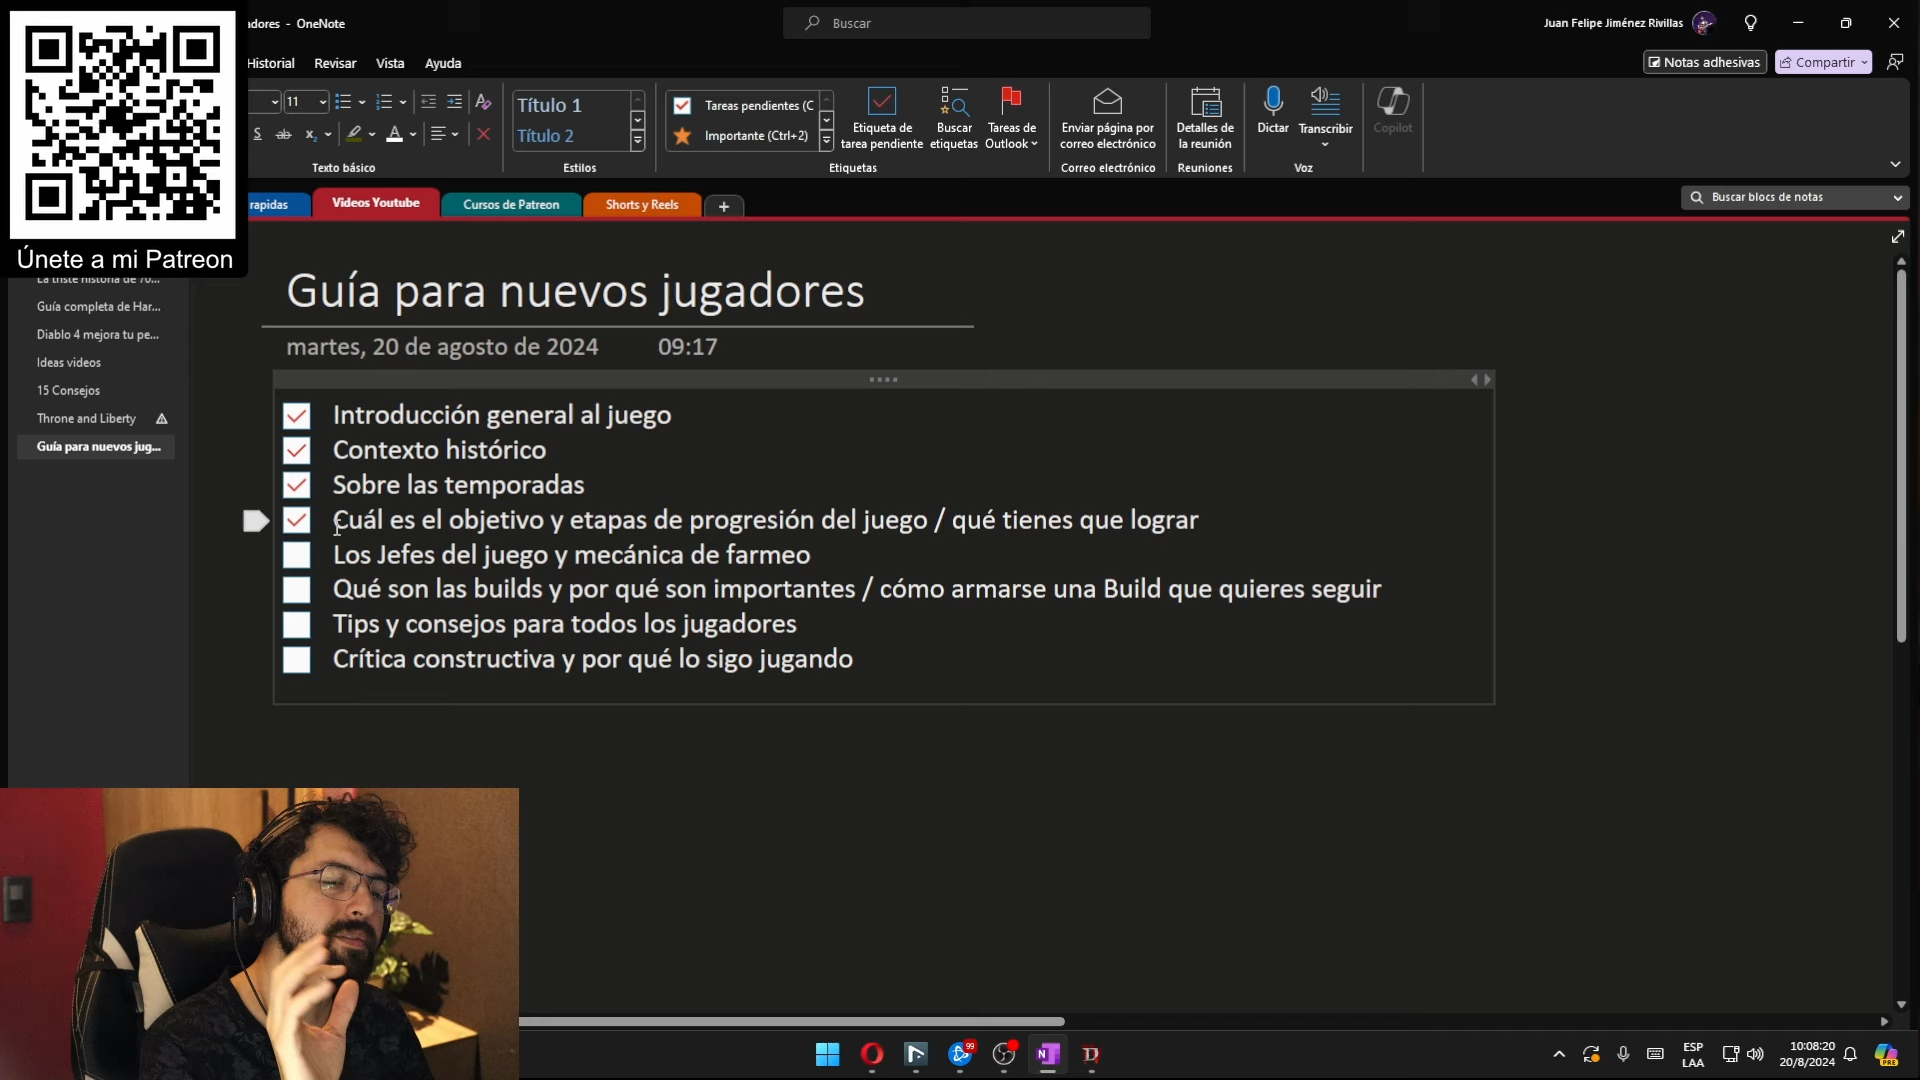 adores - OneNote
Buscar
Juan Felipe Jiménez Rivillas
Historial
Revisar
Vista
Ayuda
Notas adhesivas
Compartir
11
Título 1
Título 2
Tareas pendientes (C
Importante (Ctrl+2)
Etiqueta de
tarea pendiente
Buscar
etiquetas
Tareas de
Outlook
Enviar página por
correo electrónico
Detalles de
la reunión
Dictar
Transcribir
Copilot
Texto básico
Estilos
Etiquetas
Correo electrónico
Reuniones
Voz
rapidas
Videos Youtube
Cursos de Patreon
Shorts y Reels
+
Buscar blocs de notas
Únete a mi Patreon
La triste historia de 70...
Guía completa de Har...
Diablo 4 mejora tu pe...
Ideas videos
15 Consejos
Throne and Liberty
Guía para nuevos jug...
Guía para nuevos jugadores
martes, 20 de agosto de 2024 09:17
Introducción general al juego
Contexto histórico
Sobre las temporadas
Cuál es el objetivo y etapas de progresión del juego / qué tienes que lograr
Los Jefes del juego y mecánica de farmeo
Qué son las builds y por qué son importantes / cómo armarse una Build que quieres seguir
Tips y consejos para todos los jugadores
Crítica constructiva y por qué lo sigo jugando
99
ESP
LAA
10:08:20
20/8/2024
PRE